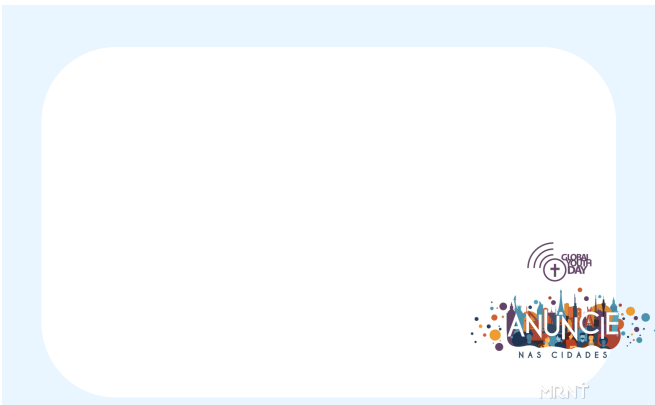 GLOBAL
YOUTH
DAY
ANUNCIE
NAS CIDADES
MRNT